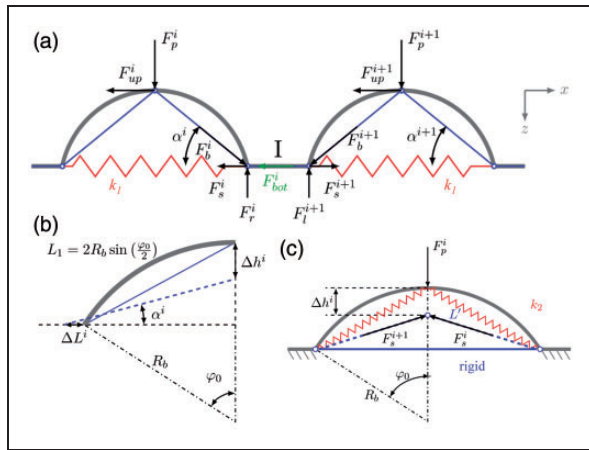 (a)
F_p^i
F_p^{i+1}
F_{up}^i
F_{up}^{i+1}
x
z
α^i
F_b^i
I
F_b^{i+1}
α^{i+1}
k_l
F_s^i
F_{bot}^i
F_s^{i+1}
k_l
F_r^i
F_l^{i+1}
(b)
L_1 = 2R_b sin (φ_0/2)
Δh^i
α^i
ΔL^i
R_b
φ_0
(c)
F_p^i
Δh^i
k_2
L'
F_s^{i+1}
F_s^i
rigid
φ_0
R_b